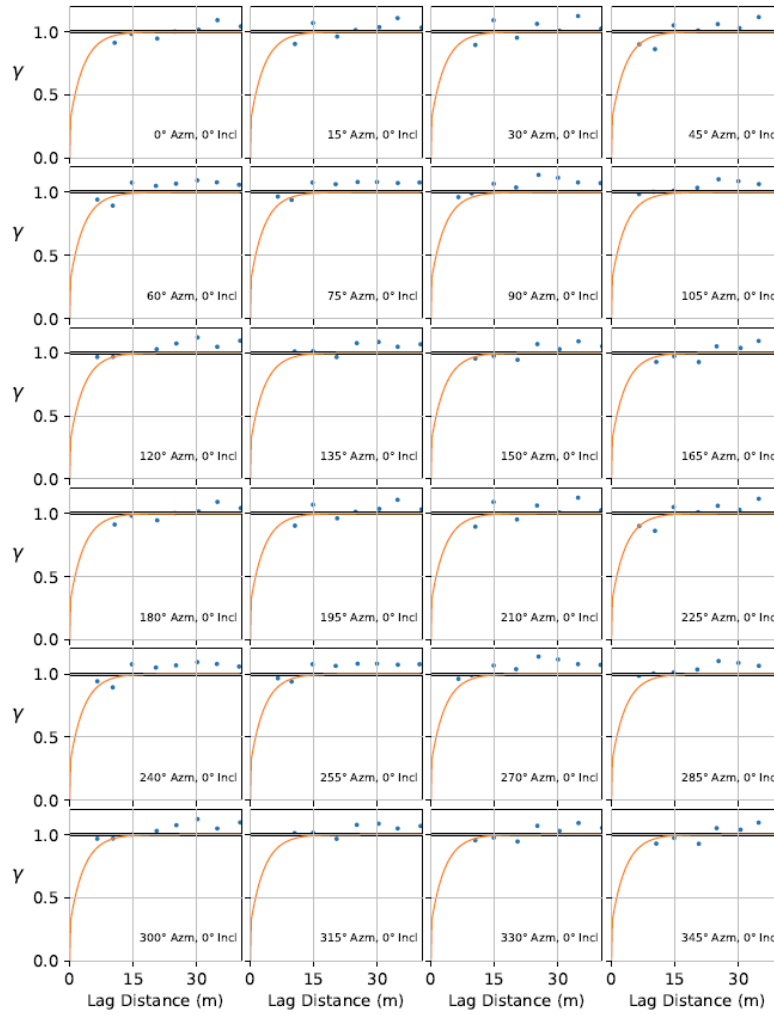 1.0
γ
0.5
0.0
0° Azm, 0° Incl
15° Azm, 0° Incl
30° Azm, 0° Incl
45° Azm, 0° Incl
1.0
γ
0.5
0.0
60° Azm, 0° Incl
75° Azm, 0° Incl
90° Azm, 0° Incl
105° Azm, 0° Incl
1.0
γ
0.5
0.0
120° Azm, 0° Incl
135° Azm, 0° Incl
150° Azm, 0° Incl
165° Azm, 0° Incl
1.0
γ
0.5
0.0
180° Azm, 0° Incl
195° Azm, 0° Incl
210° Azm, 0° Incl
225° Azm, 0° Incl
1.0
γ
0.5
0.0
240° Azm, 0° Incl
255° Azm, 0° Incl
270° Azm, 0° Incl
285° Azm, 0° Incl
1.0
γ
0.5
0.0
300° Azm, 0° Incl
315° Azm, 0° Incl
330° Azm, 0° Incl
345° Azm, 0° Incl
0 15 30
0 15 30
0 15 30
0 15 30
Lag Distance (m)
Lag Distance (m)
Lag Distance (m)
Lag Distance (m)